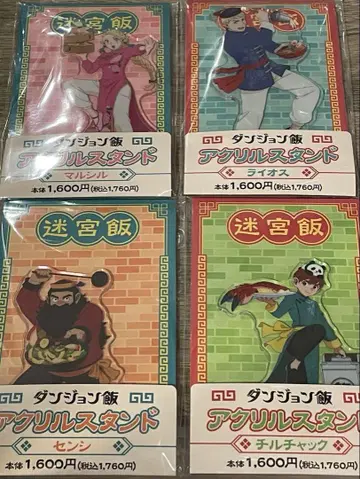 迷宮飯
ダンジョン飯
アクリルスタンド
マルシル
本体1,600円(税込1,760円)
ダンジョン飯
アクリルスタンド
ライオス
本体1,600円(税込1,760円)
迷宮飯
ダンジョン飯
アクリルスタンド
センシ
本体1,600円(税込1,760円)
迷宮飯
ダンジョン飯
アクリルスタンド
チルチャック
本体1,600円(税込1,760円)